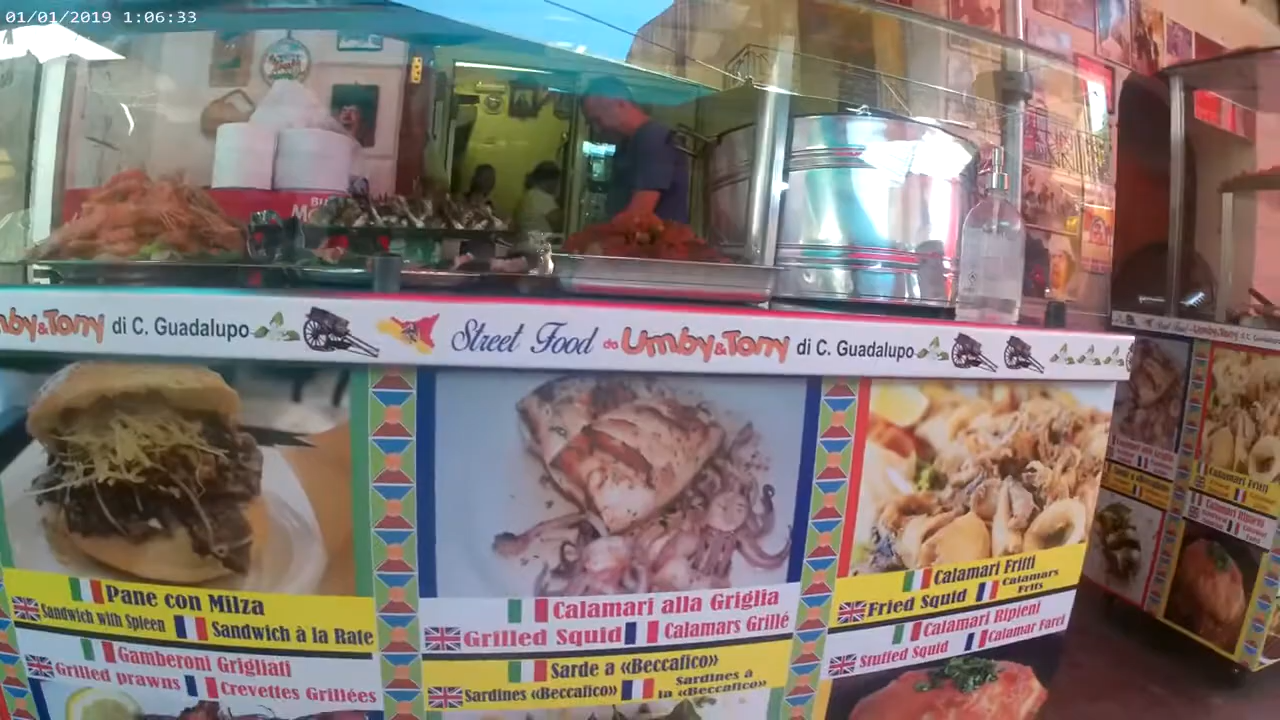 01/01/2019 1:06:33
Umby&Tony di C. Guadalupo
Street Food da Umby&Tony di C. Guadalupo
Pane con Milza
Sandwich with Spleen Sandwich à la Rate
Gamberoni Grigliati
Grilled prawns Crevettes Grillées
Calamari alla Griglia
Grilled Squid Calamars Grillé
Sarde a «Beccafico»
Sardines «Beccafico» Sardines à
la «Beccafico»
Calamari Fritti
Fried Squid Calamars
Frits
Calamari Ripieni
Stuffed Squid Calamar Farci
Calamari Fritti
Calamari Ripieni